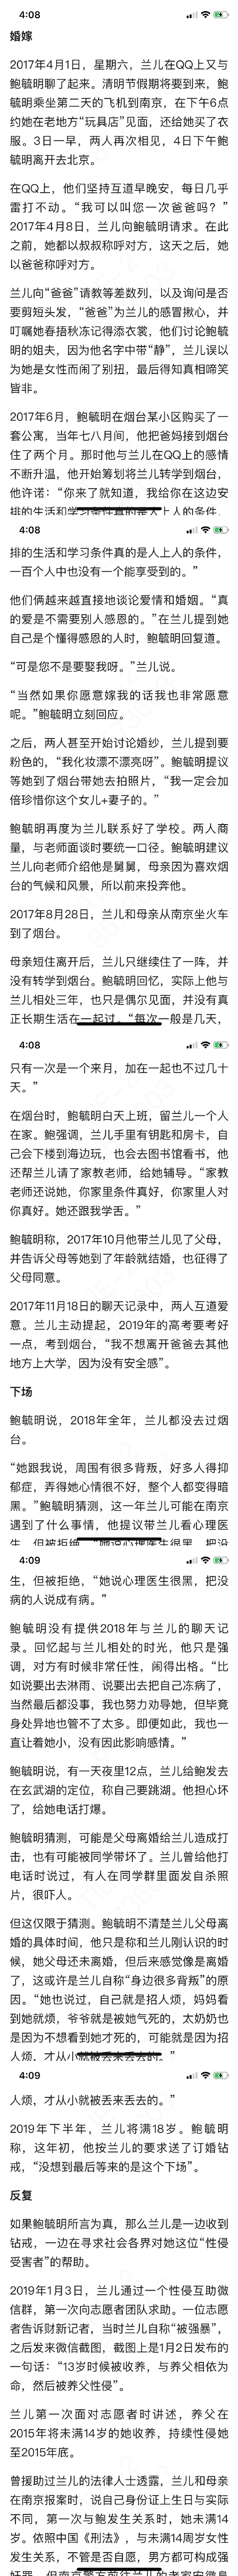 4:08
婚嫁
2017年4月1日，星期六，兰儿在QQ上又与
鲍毓明聊了起来。清明节假期将要到来，鲍
毓明乘坐第二天的飞机到南京，在下午6点
约她在老地方“玩具店”见面，还给她买了衣
服。3日一早，两人再次相见，4日下午鲍
毓明离开去北京。
在QQ上，他们坚持互道早晚安，每日几乎
雷打不动。“我可以叫您一次爸爸吗？”
2017年4月8日，兰儿向鲍毓明请求。在此
之前，她都以叔叔称呼对方，这天之后，她
以爸爸称呼对方。
兰儿向“爸爸”请教等差数列，以及询问是否
要剪短头发，“爸爸”为兰儿的感冒揪心，并
叮嘱她春捂秋冻记得添衣裳，他们讨论鲍毓
明的姐夫，因为他名字中带“静”，兰儿误以
为她是女性而闹了别扭，最后得知真相啼笑
皆非。
2017年6月，鲍毓明在烟台某小区购买了一
套公寓，当年七八月间，他把爸妈接到烟台
住了两个月。那时他与兰儿在QQ上的感情
不断升温，他开始筹划将兰儿转学到烟台，
他许诺：“你来了就知道，我给你在这边安
排的生活和学习条件真的是人上人的条件，
4:08
排的生活和学习条件真的是人上人的条件，
一百个人中也没有一个能享受到的。”
他们俩越来越直接地谈论爱情和婚姻。“真
的爱是不需要别人感恩的。”在兰儿提到她
自己是个懂得感恩的人时，鲍毓明回复道。
“可是您不是要娶我呀。”兰儿说。
“当然如果你愿意嫁我的话我也非常愿意
呢。”鲍毓明立刻回应。
之后，两人甚至开始讨论婚纱，兰儿提到要
粉色的，“我化妆漂不漂亮呀”。鲍毓明提议
等她到了烟台带她去拍照片，“我一定会加
倍珍惜你这个女儿+妻子的。”
鲍毓明再度为兰儿联系好了学校。两人商
量，与老师面谈时要统一口径。鲍毓明建议
兰儿向老师介绍他是舅舅，母亲因为喜欢烟
台的气候和风景，所以前来投奔他。
2017年8月28日，兰儿和母亲从南京坐火车
到了烟台。
母亲短住离开后，兰儿只继续住了一阵，并
没有转学到烟台。鲍毓明回忆，实际上他与
兰儿相处三年，也只是偶尔见面，并没有真
正长期生活在一起过。“每次一般是几天，
4:08
只有一次是一个来月，加在一起也不过几十
天。”
在烟台时，鲍毓明白天上班，留兰儿一个人
在家。鲍强调，兰儿手里有钥匙和房卡，自
己会下楼到海边玩，也会去图书馆看书，他
还帮兰儿请了家教老师，给她辅导。“家教
老师还说她，你家里条件真好，你家里人对
你真好。她还跟我学舌。”
鲍毓明称，2017年10月他带兰儿见了父母，
并告诉父母等她到了年龄就结婚，也征得了
父母同意。
2017年11月18日的聊天记录中，两人互道爱
意。兰儿主动提起，2019年的高考要考好
一点，考到烟台，“我不想离开爸爸去其他
地方上大学，因为没有安全感”。
下场
鲍毓明说，2018年全年，兰儿都没去过烟
台。
“她跟我说，周围有很多背叛，好多人得抑
郁症，弄得她心情很不好，整个人都变得暗
黑。”鲍毓明猜测，这一年兰儿可能在南京
遇到了什么事情，他提议带兰儿看心理医
生，但被拒绝，“她说心理医生很黑，把没
4:09
生，但被拒绝，“她说心理医生很黑，把没
病的人说成有病。”
鲍毓明没有提供2018年与兰儿的聊天记
录。回忆起与兰儿相处的时光，他只是强
调，对方有时候非常任性，闹得出格。“比
如说要出去淋雨、说要出去把自己冻病了，
当然最后都没事，我也努力劝导她，但毕竟
身处异地也管不了太多。即便如此，我也一
直让着她小，没有因此影响感情。”
鲍毓明说，有一天夜里12点，兰儿给鲍发去
在玄武湖的定位，称自己要跳湖。他担心坏
了，给她电话打爆。
鲍毓明猜测，可能是父母离婚给兰儿造成打
击，也有可能被同学带坏了。兰儿曾给他打
电话时说过，有人在同学群里面发自杀照
片，很吓人。
但这仅限于猜测。鲍毓明不清楚兰儿父母离
婚的具体时间，他只是称和兰儿刚认识的时
候，她父母还未离婚，但后来感觉像是离婚
了，这或许是兰儿自称“身边很多背叛”的原
因。“她也说过，自己就是招人烦，妈妈看
到她就烦，爷爷就是被她气死的，太奶奶也
是因为不想看到她才死的，可能就是因为招
人烦，才从小就被丢来丢去的。”
4:09
人烦，才从小就被丢来丢去的。”
2019年下半年，兰儿将满18岁。鲍毓明
称，这年初，他按兰儿的要求送了订婚钻
戒，“没想到最后等来的是这个下场”。
反复
如果鲍毓明所言为真，那么兰儿是一边收到
钻戒，一边在寻求社会各界对她这位“性侵
受害者”的帮助。
2019年1月3日，兰儿通过一个性侵互助微
信群，第一次向志愿者团队求助。一位志愿
者告诉财新记者，当时兰儿自称“被强暴”，
之后发来微信截图，截图上是1月2日发布的
一句话：“13岁时候被收养，与养父相依为
命，然后被养父性侵”。
兰儿第一次面对志愿者时讲述，养父在
2015年将未满14岁的她收养，持续性侵她
至2015年底。
曾援助过兰儿的法律人士透露，兰儿和母亲
在南京报案时，说自己身份证上生日与实际
不同，第一次与鲍发生关系时，她未满14
岁。依照中国《刑法》，与未满14周岁女性
发生关系，不管是否自愿，男方都可构成强